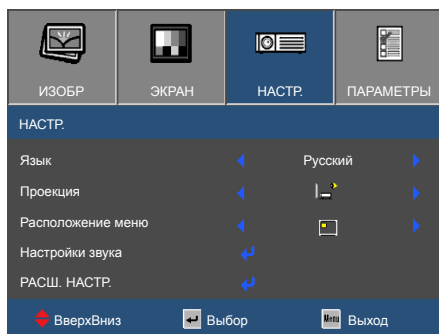 ИЗОБР ЭКРАН НАСТР. ПАРАМЕТРЫ
НАСТР.
Язык Русский
Проекция
Расположение меню
Настройки звука
РАСШ. НАСТР.
ВверхВниз Выбор Menu Выход